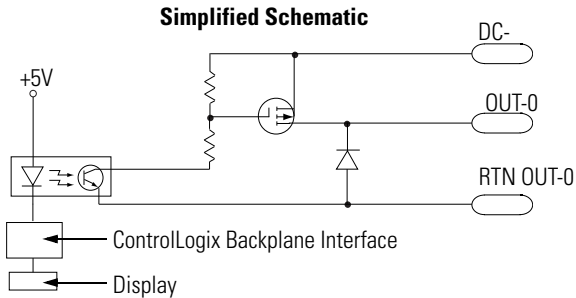 Simplified Schematic
DC-
+5V
OUT-0
RTN OUT-0
ControlLogix Backplane Interface
Display